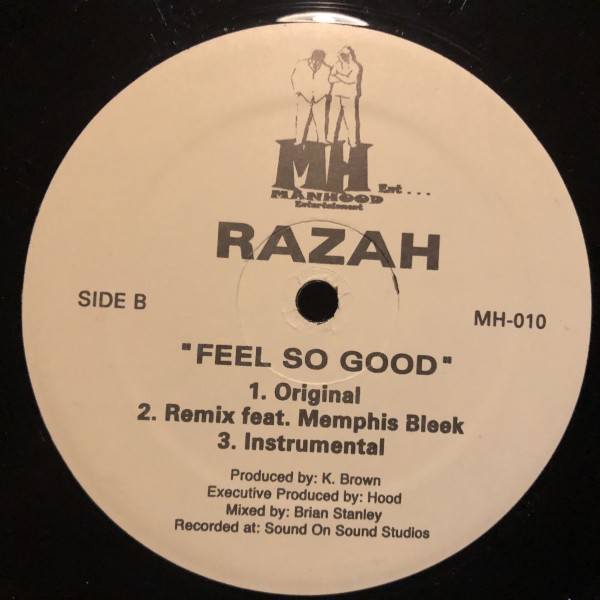 MH Ent...
MANHOOD
Entertainment
RAZAH
SIDE B
MH-010
"FEEL SO GOOD"
1. Original
2. Remix feat. Memphis Bleek
3. Instrumental
Produced by: K. Brown
Executive Produced by: Hood
Mixed by: Brian Stanley
Recorded at: Sound On Sound Studios